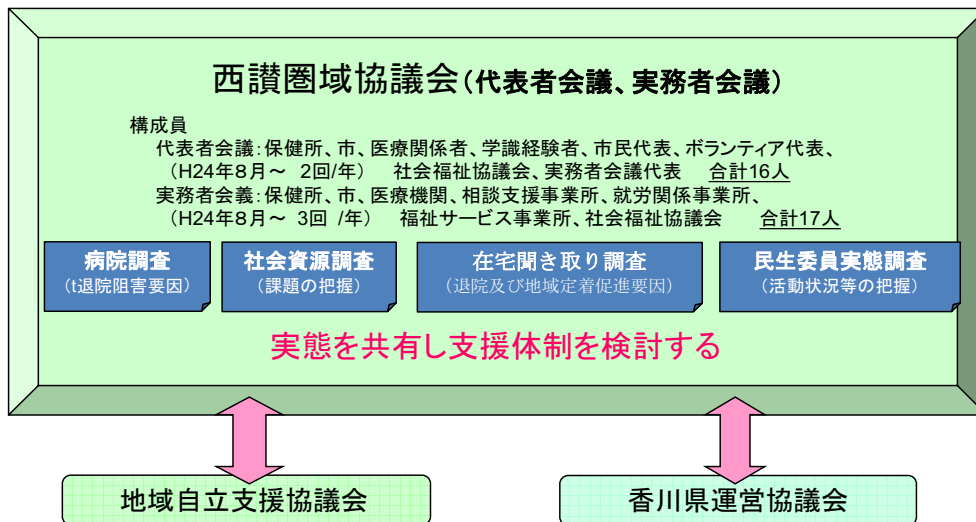 西讃圏域協議会(代表者会議、実務者会議)
構成員
代表者会議:保健所、市、医療関係者、学識経験者、市民代表、ボランティア代表、
(H24年8月～ 2回/年) 社会福祉協議会、実務者会議代表 合計16人
実務者会義:保健所、市、医療機関、相談支援事業所、就労関係事業所、
(H24年8月～ 3回 /年) 福祉サービス事業所、社会福祉協議会 合計17人
病院調査
(t退院阻害要因)
社会資源調査
(課題の把握)
在宅聞き取り調査
(退院及び地域定着促進要因)
民生委員実態調査
(活動状況等の把握)
実態を共有し支援体制を検討する
地域自立支援協議会
香川県運営協議会